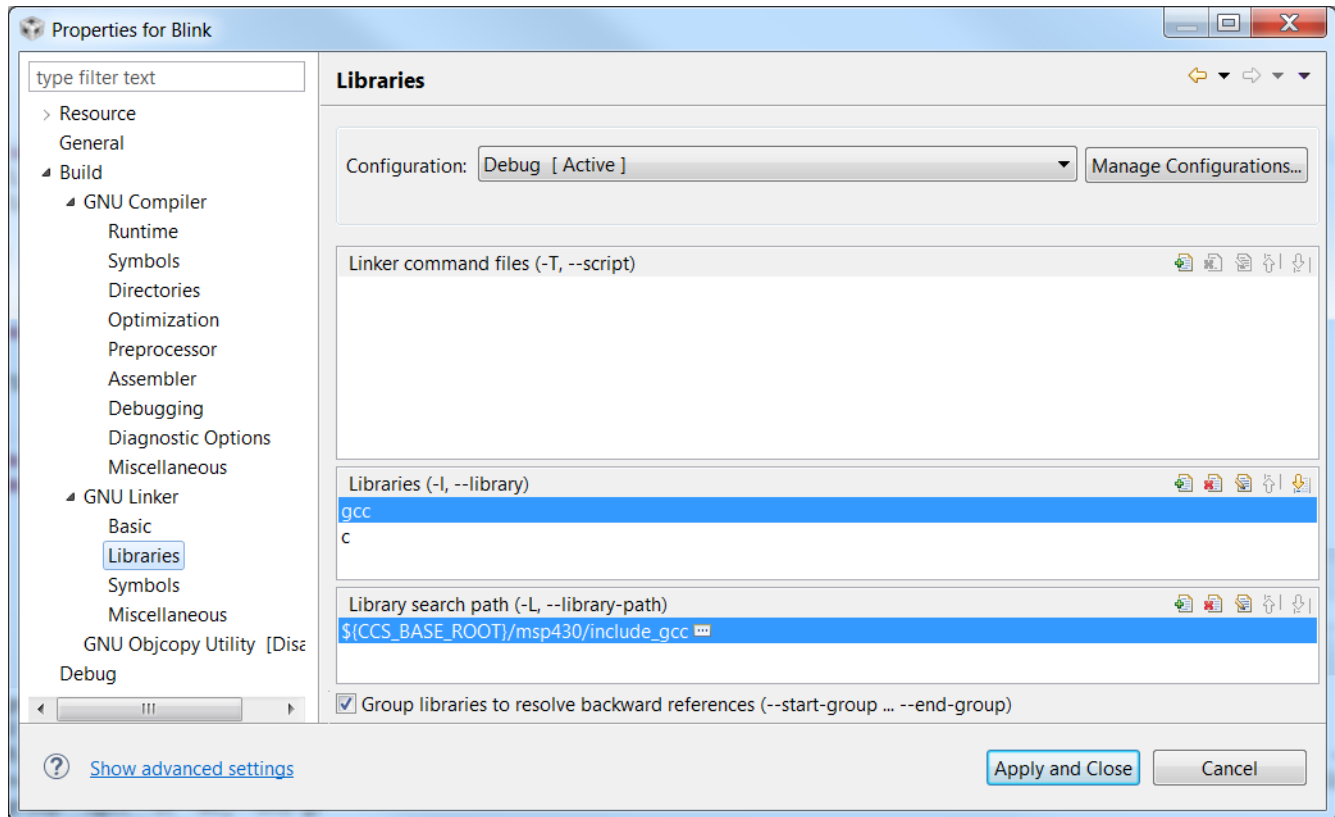 Properties for Blink
type filter text
Resource
General
Build
GNU Compiler
Runtime
Symbols
Directories
Optimization
Preprocessor
Assembler
Debugging
Diagnostic Options
Miscellaneous
GNU Linker
Basic
Libraries
Symbols
Miscellaneous
GNU Objcopy Utility [Disa
Debug
Show advanced settings
Libraries
Configuration: Debug [ Active ] Manage Configurations...
Linker command files (-T, --script)
Libraries (-l, --library)
gcc
c
Library search path (-L, --library-path)
${CCS_BASE_ROOT}/msp430/include_gcc
Group libraries to resolve backward references (--start-group ... --end-group)
Apply and Close Cancel